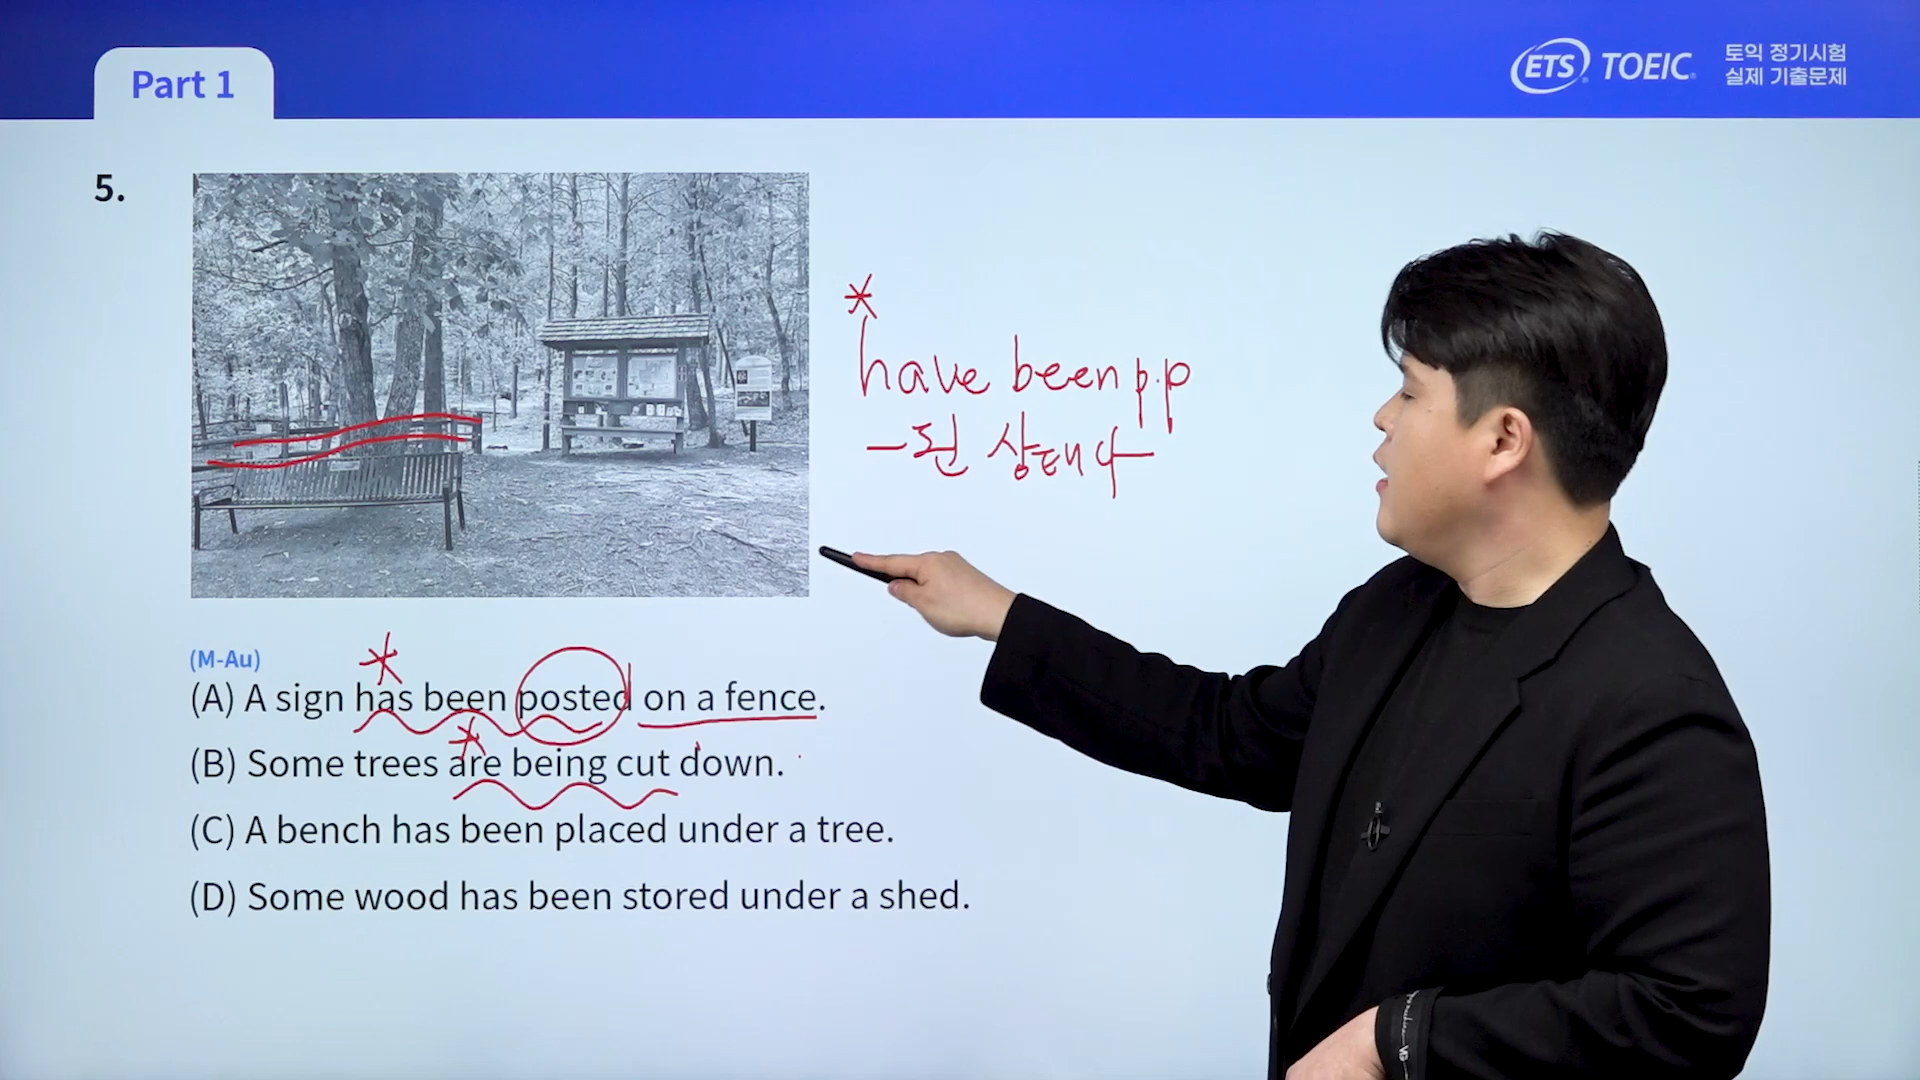 Part 1
ETS TOEIC
토익 정기시험
실제 기출문제
5.
* have been p.p
-된 상태다-
(M-Au)
(A) A sign has been posted on a fence.
(B) Some trees are being cut down.
(C) A bench has been placed under a tree.
(D) Some wood has been stored under a shed.